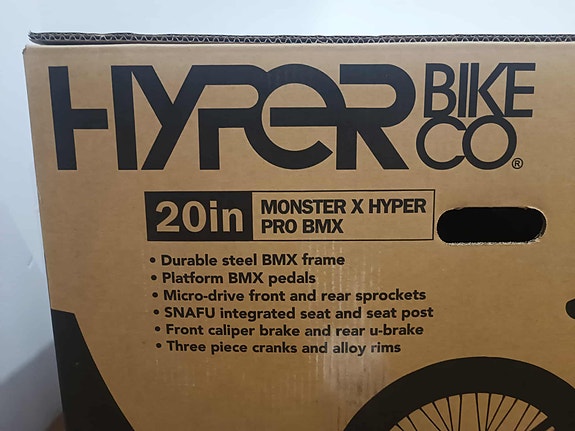 HYPER BIKE CO®
20in MONSTER X HYPER PRO BMX
• Durable steel BMX frame
• Platform BMX pedals
• Micro-drive front and rear sprockets
• SNAFU integrated seat and seat post
• Front caliper brake and rear u-brake
• Three piece cranks and alloy rims